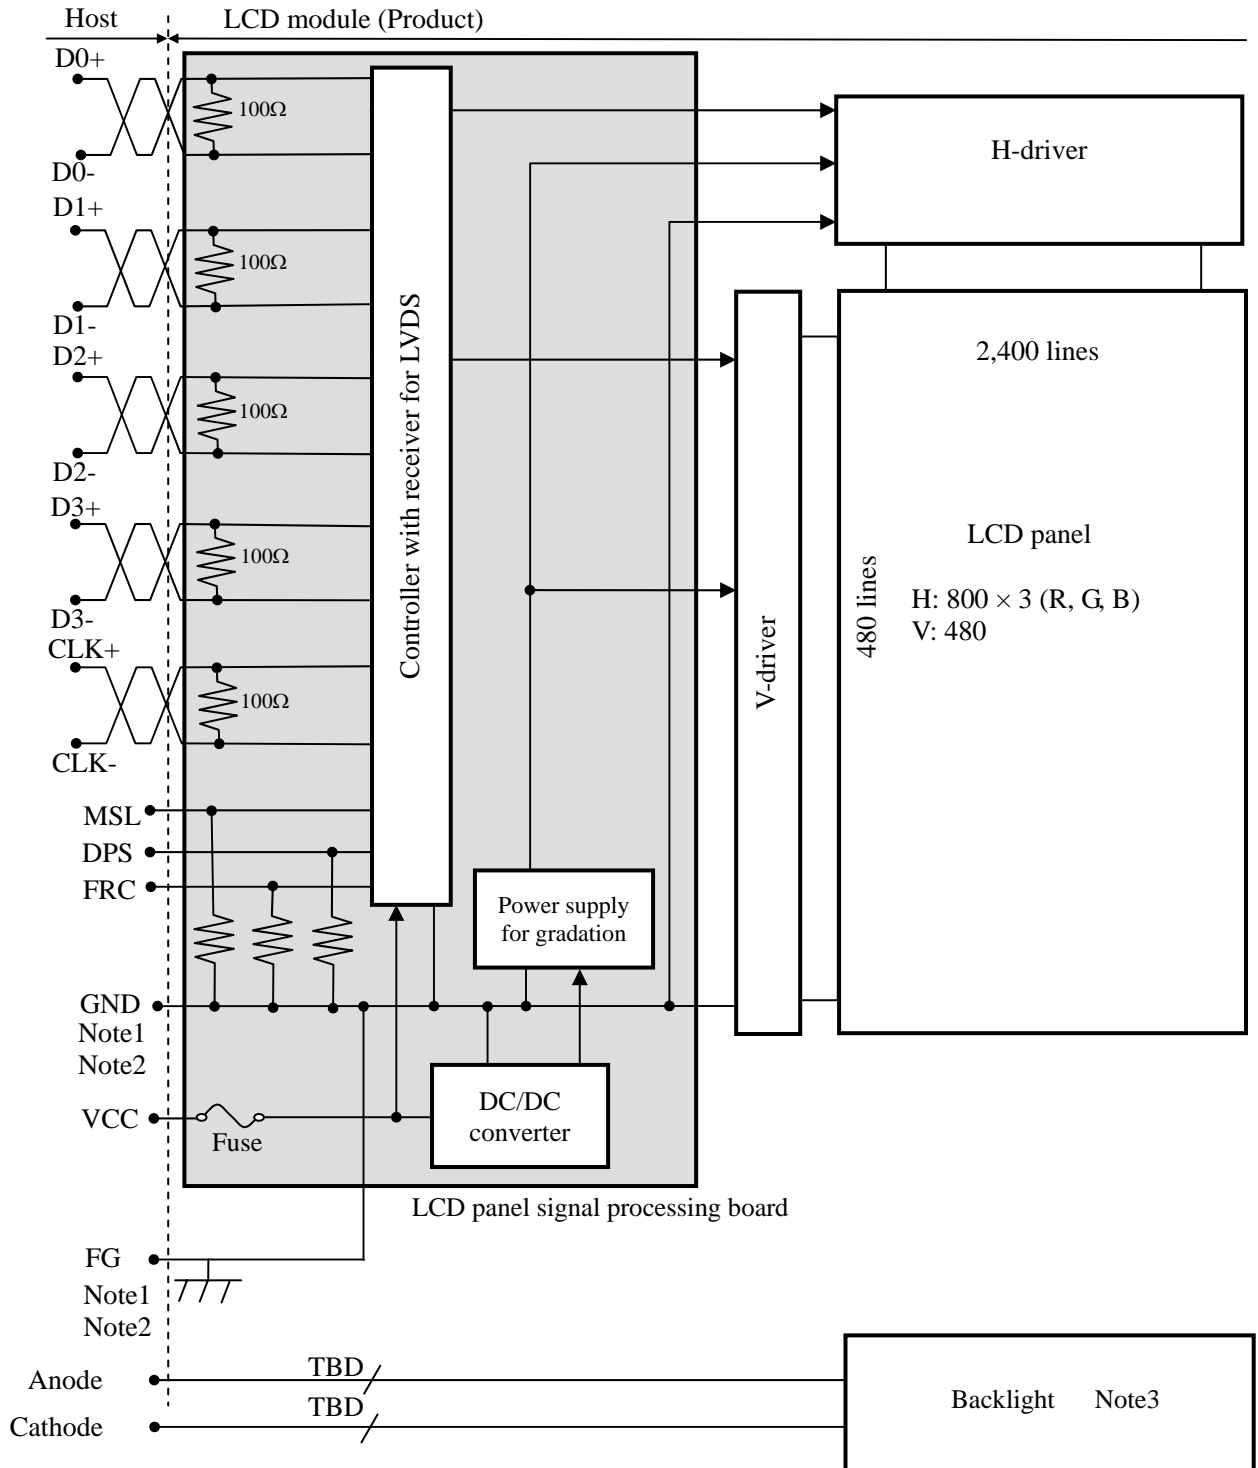 Host
LCD module (Product)
D0+
100Ω
D0-
H-driver
D1+
100Ω
D1-
D2+
100Ω
D2-
D3+
100Ω
D3-
CLK+
100Ω
CLK-
Controller with receiver for LVDS
2,400 lines
480 lines
LCD panel
H: 800 × 3 (R, G, B)
V: 480
V-driver
MSL
DPS
FRC
Power supply
for gradation
GND
Note1
Note2
VCC
Fuse
DC/DC
converter
LCD panel signal processing board
FG
Note1
Note2
Anode
TBD
Cathode
TBD
Backlight Note3